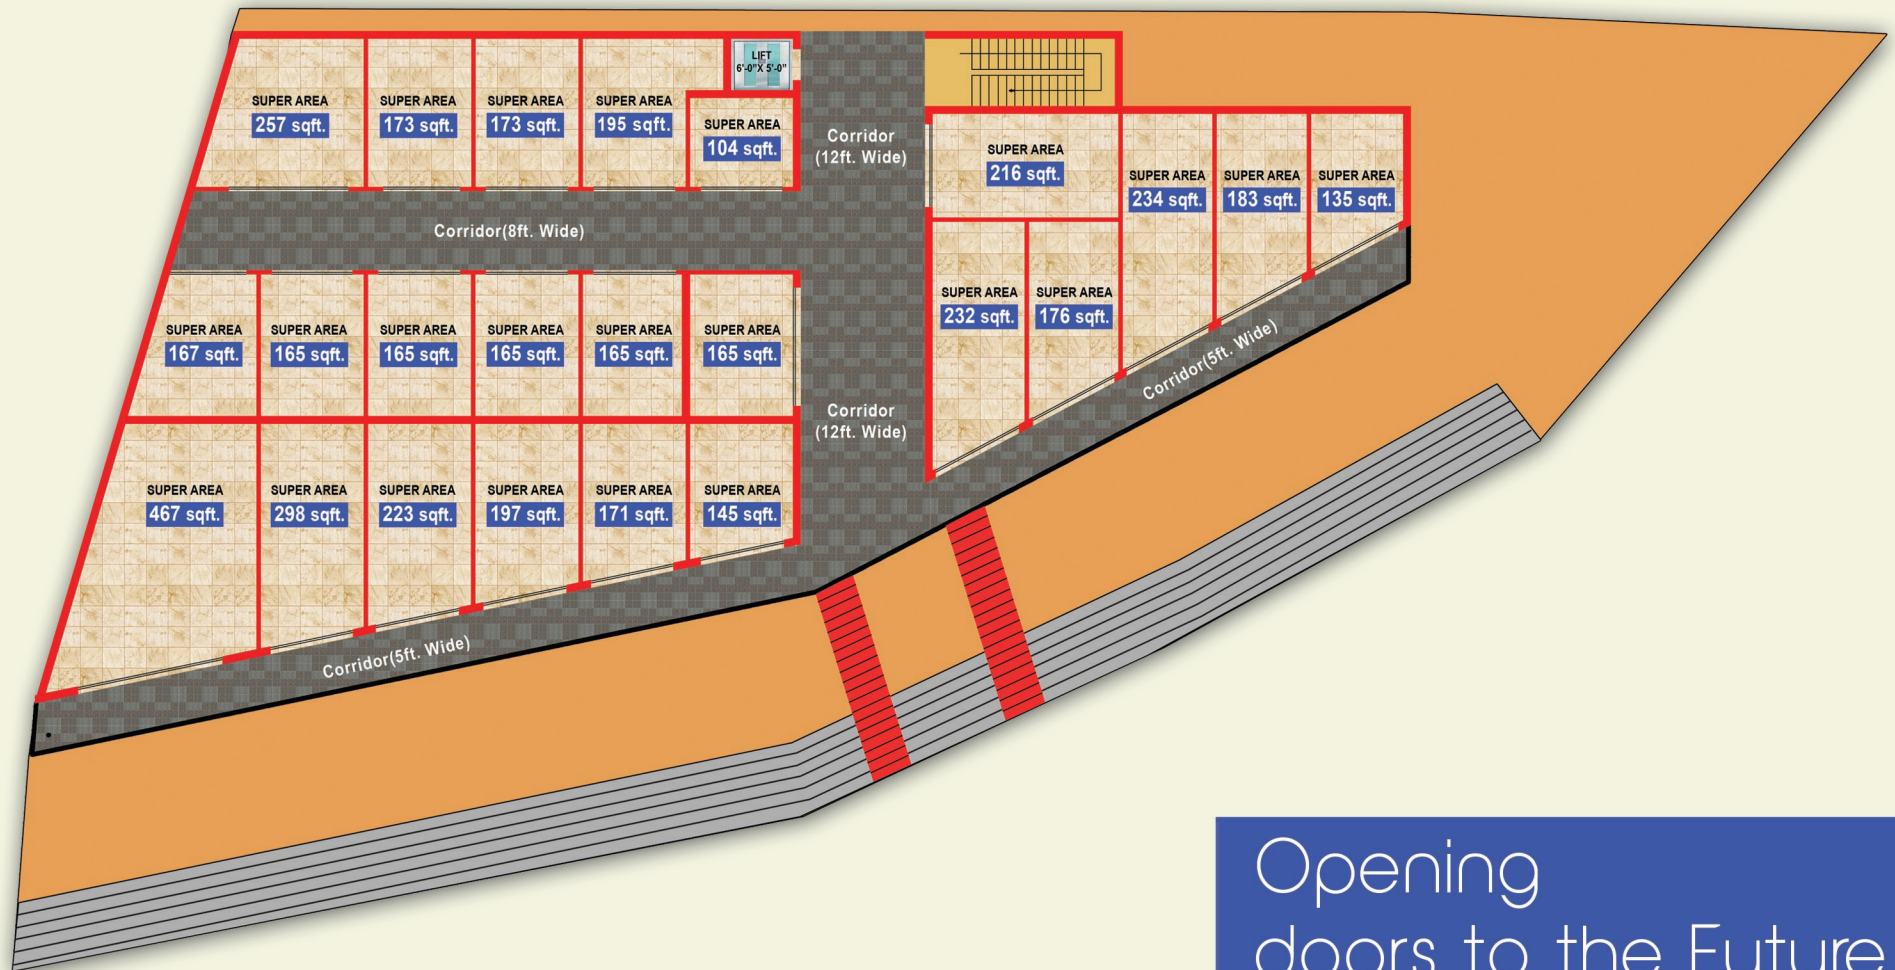 LIFT
6'-0"X 5'-0"
SUPER AREA
257 sqft.
SUPER AREA
173 sqft.
SUPER AREA
173 sqft.
SUPER AREA
195 sqft.
SUPER AREA
104 sqft.
Corridor
(12ft. Wide)
SUPER AREA
216 sqft.
SUPER AREA
234 sqft.
SUPER AREA
183 sqft.
SUPER AREA
135 sqft.
Corridor(8ft. Wide)
SUPER AREA
232 sqft.
SUPER AREA
176 sqft.
SUPER AREA
167 sqft.
SUPER AREA
165 sqft.
SUPER AREA
165 sqft.
SUPER AREA
165 sqft.
SUPER AREA
165 sqft.
SUPER AREA
165 sqft.
Corridor(5ft. Wide)
Corridor
(12ft. Wide)
SUPER AREA
467 sqft.
SUPER AREA
298 sqft.
SUPER AREA
223 sqft.
SUPER AREA
197 sqft.
SUPER AREA
171 sqft.
SUPER AREA
145 sqft.
Corridor(5ft. Wide)
Opening
doors to the Future